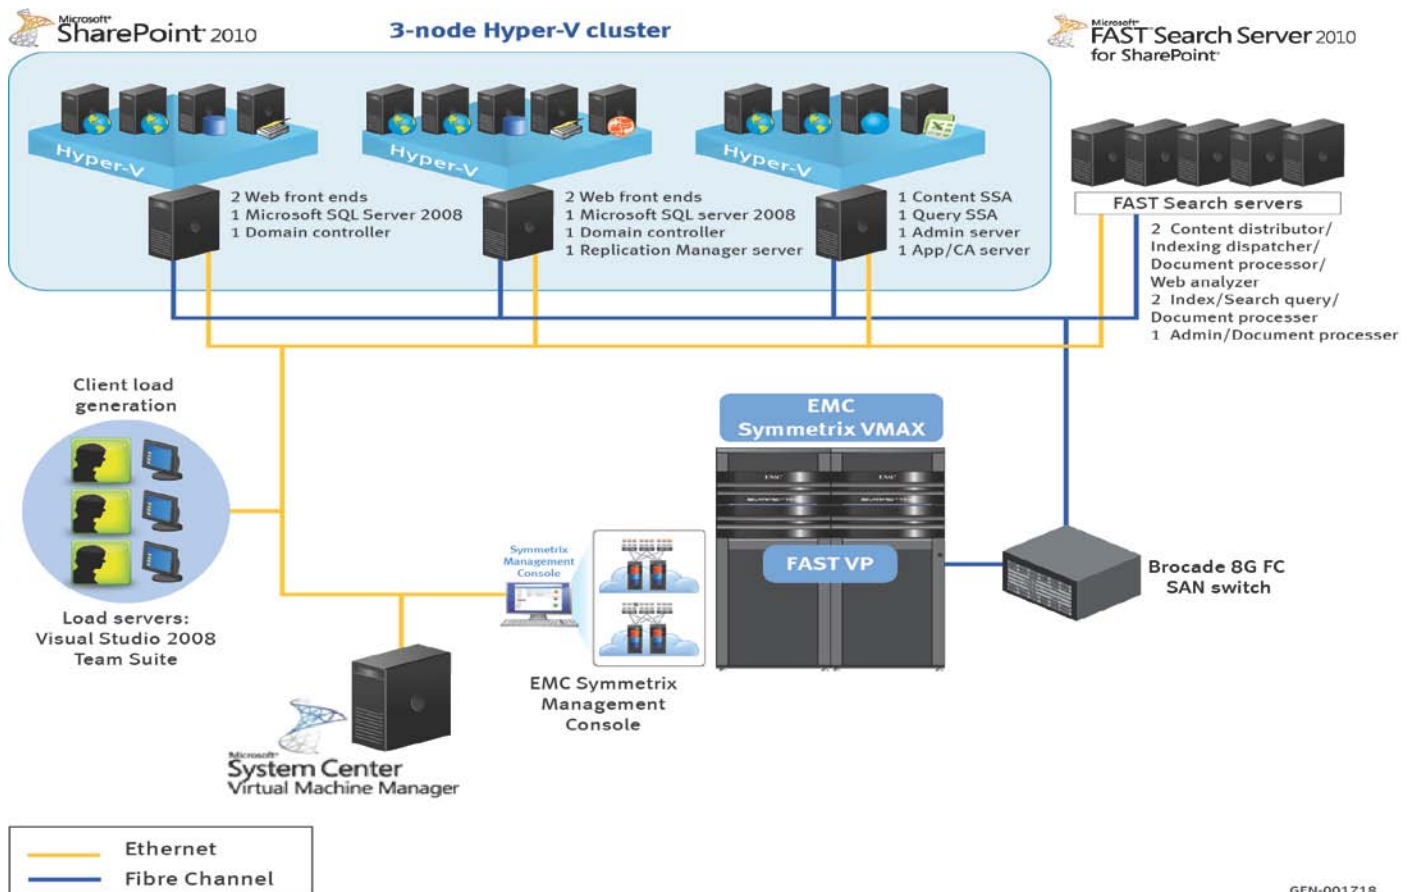 Microsoft®
SharePoint® 2010
3-node Hyper-V cluster
Microsoft®
FAST Search Server 2010
for SharePoint®
Hyper-V
Hyper-V
Hyper-V
2 Web front ends
1 Microsoft SQL Server 2008
1 Domain controller
2 Web front ends
1 Microsoft SQL server 2008
1 Domain controller
1 Replication Manager server
1 Content SSA
1 Query SSA
1 Admin server
1 App/CA server
FAST Search servers
2 Content distributor/
Indexing dispatcher/
Document processor/
Web analyzer
2 Index/Search query/
Document processer
1 Admin/Document processer
Client load
generation
Load servers:
Visual Studio 2008
Team Suite
EMC
Symmetrix VMAX
EMC
EMC
FAST VP
Symmetrix
Management
Console
EMC Symmetrix
Management
Console
Brocade 8G FC
SAN switch
Microsoft®
System Center
Virtual Machine Manager
Ethernet
Fibre Channel
GEN-001718